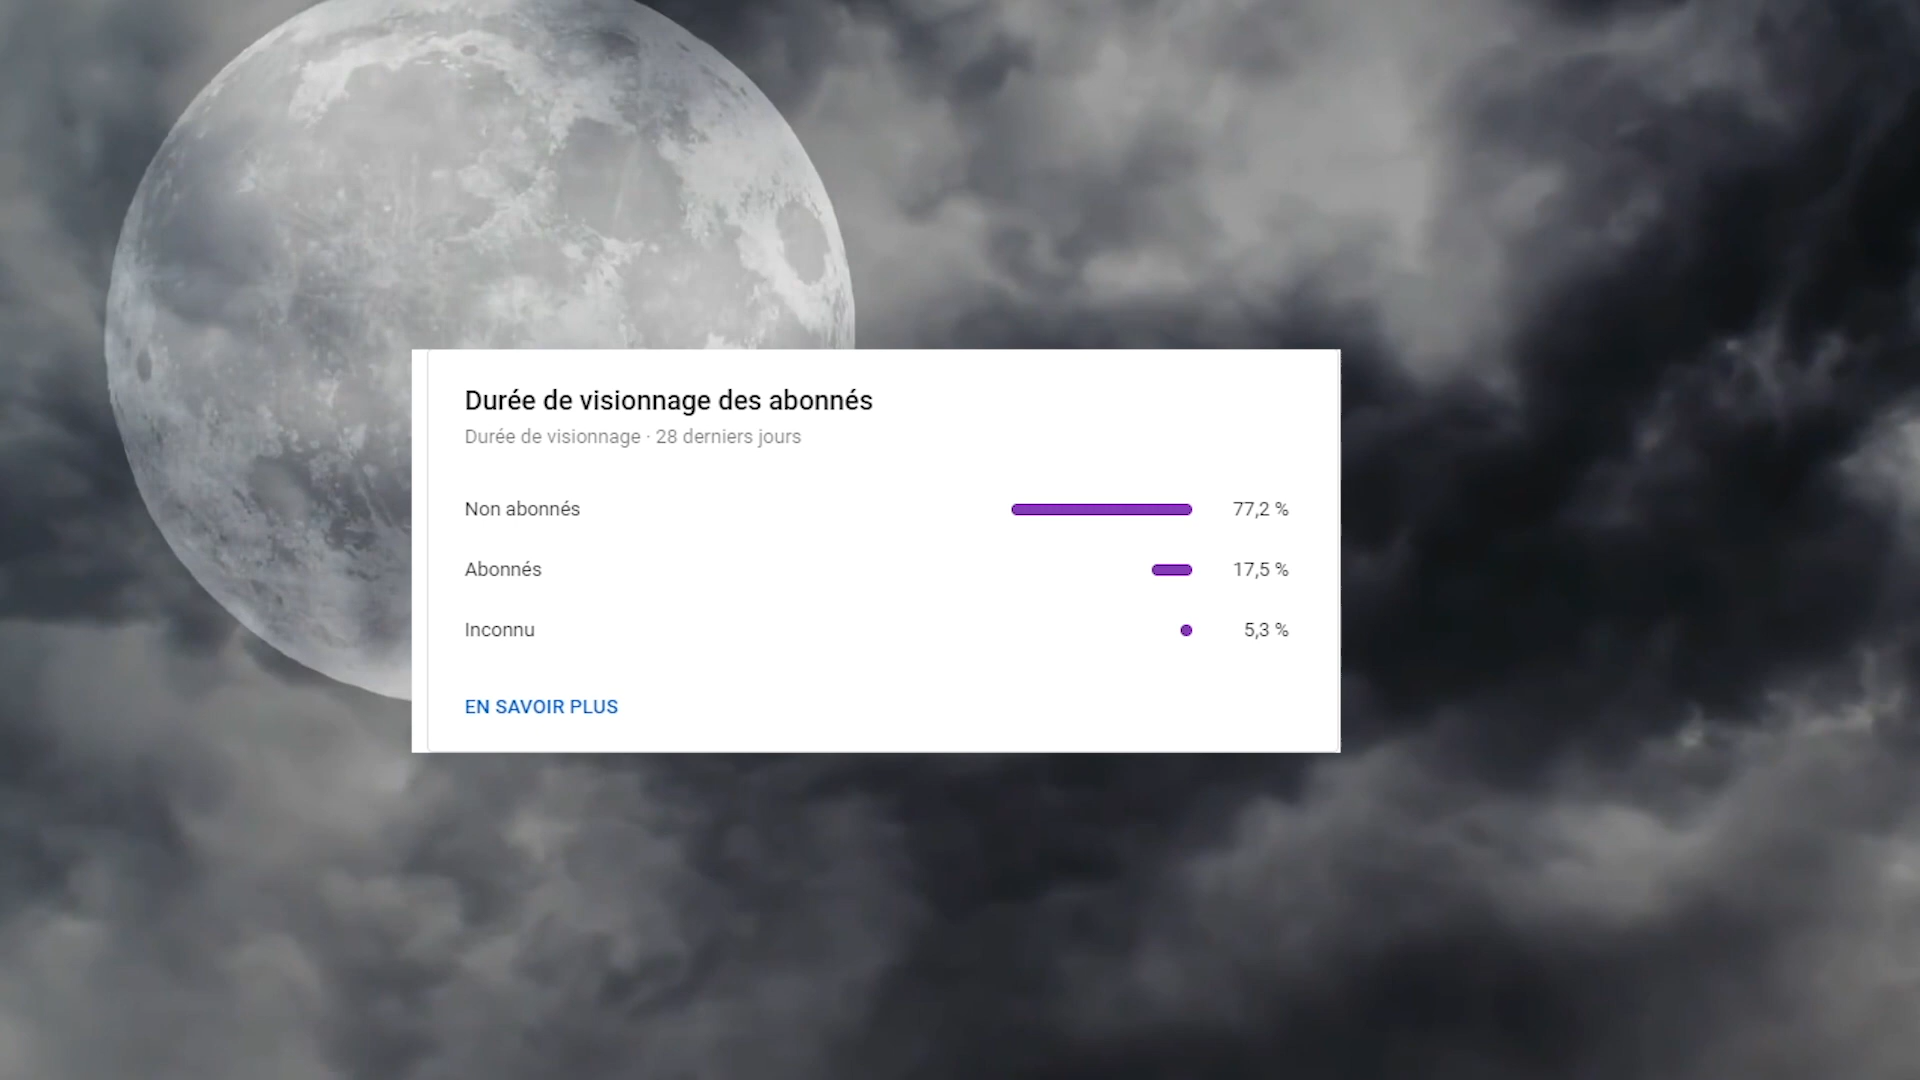 Durée de visionnage des abonnés
Durée de visionnage · 28 derniers jours
Non abonnés 77,2 %
Abonnés 17,5 %
Inconnu 5,3 %
EN SAVOIR PLUS